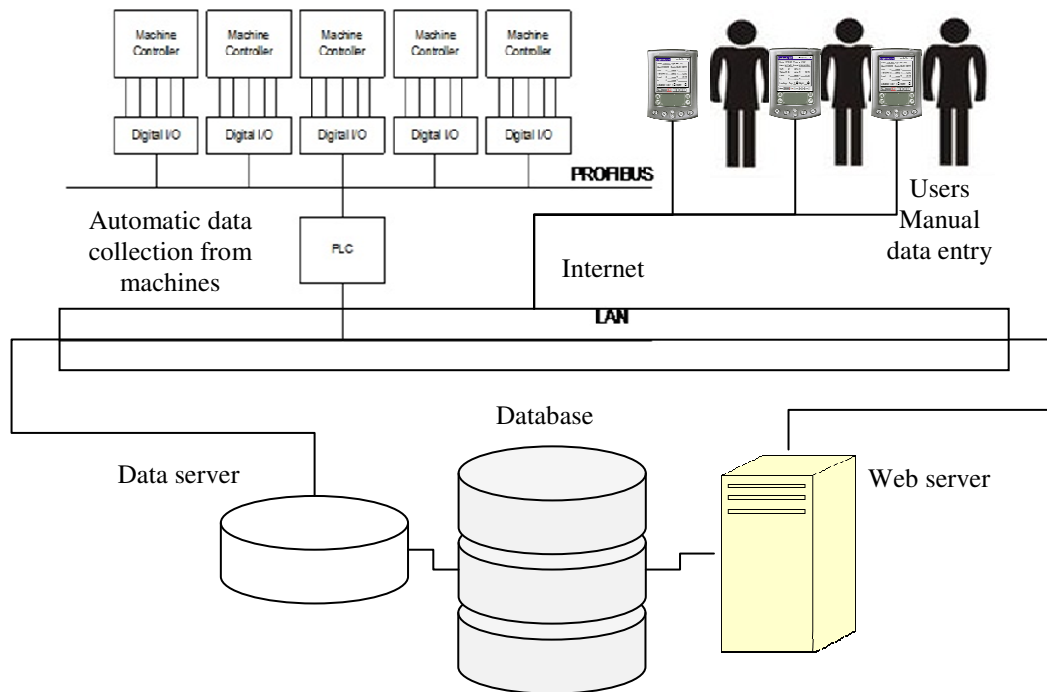 Machine Controller
Machine Controller
Machine Controller
Machine Controller
Machine Controller
Digital I/O
Digital I/O
Digital I/O
Digital I/O
Digital I/O
PROFIBUS
Automatic data
collection from
machines
PLC
Users
Manual
data entry
Internet
LAN
Database
Data server
Web server